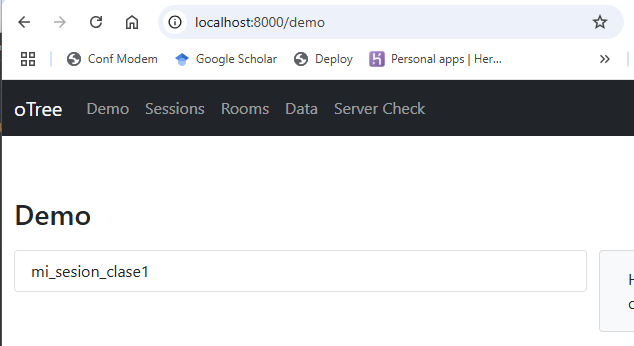 localhost:8000/demo
Conf Modem Google Scholar Deploy Personal apps | Her...
oTree Demo Sessions Rooms Data Server Check
Demo
mi_sesion_clase1